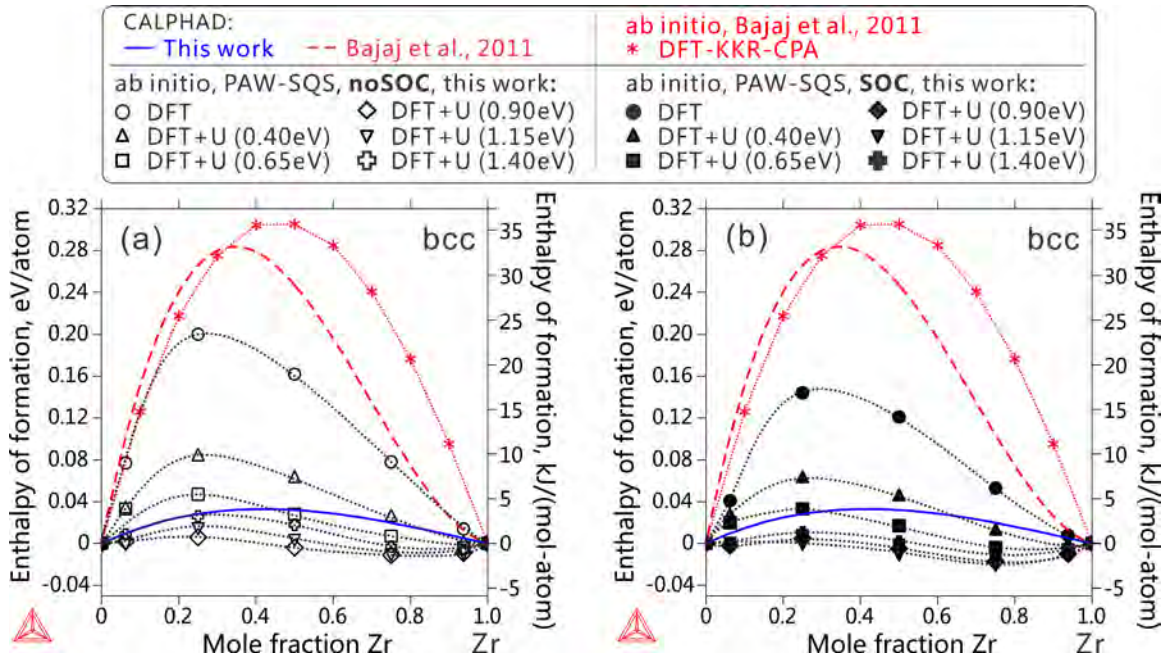 CALPHAD:
This work
Bajaj et al., 2011
ab initio, Bajaj et al., 2011
DFT-KKR-CPA
ab initio, PAW-SQS, noSOC, this work:
DFT
DFT+U (0.90eV)
DFT+U (0.40eV)
DFT+U (1.15eV)
DFT+U (0.65eV)
DFT+U (1.40eV)
ab initio, PAW-SQS, SOC, this work:
DFT
DFT+U (0.90eV)
DFT+U (0.40eV)
DFT+U (1.15eV)
DFT+U (0.65eV)
DFT+U (1.40eV)
Enthalpy of formation, eV/atom
0.32
0.28
0.24
0.20
0.16
0.12
0.08
0.04
0
-0.04
(a)
bcc
35
30
25
20
15
10
5
0
-5
Enthalpy of formation, kJ/(mol-atom)
0
0.2
0.4
0.6
0.8
1.0
Mole fraction Zr
Zr
Enthalpy of formation, eV/atom
0.32
0.28
0.24
0.20
0.16
0.12
0.08
0.04
0
-0.04
(b)
bcc
35
30
25
20
15
10
5
0
-5
Enthalpy of formation, kJ/(mol-atom)
0
0.2
0.4
0.6
0.8
1.0
Mole fraction Zr
Zr